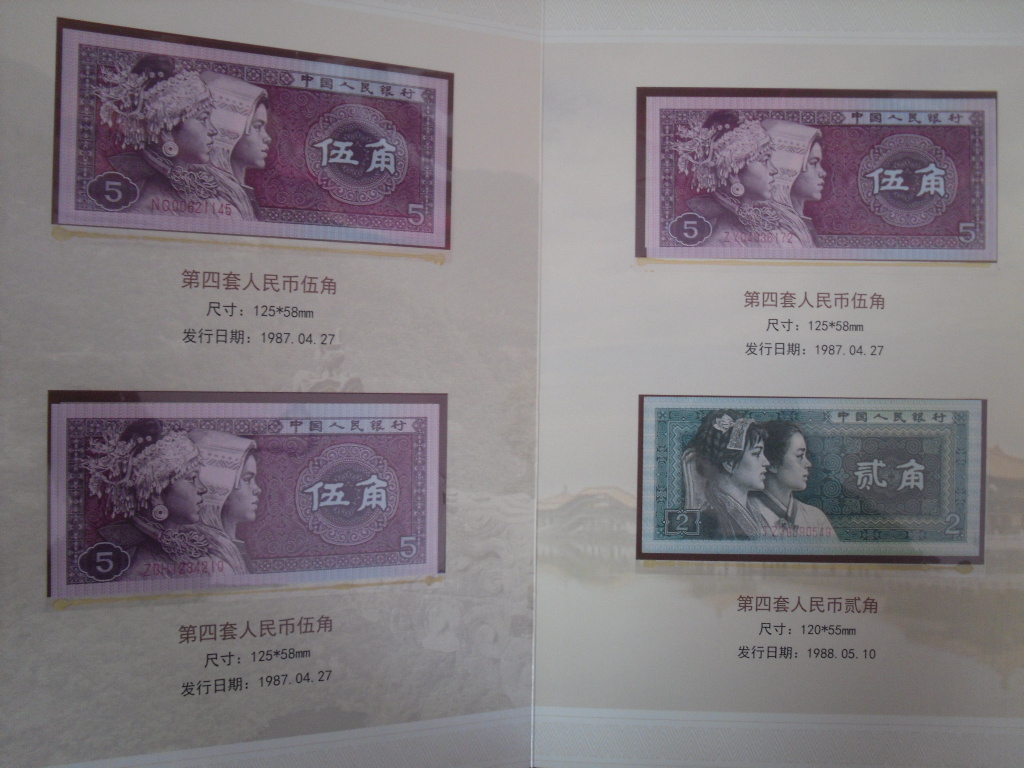 中国人民银行
伍角
5
NQ00621145
5
第四套人民币伍角
尺寸：125*58mm
发行日期：1987.04.27
中国人民银行
伍角
5
5
第四套人民币伍角
尺寸：125*58mm
发行日期：1987.04.27
中国人民银行
伍角
5
5
第四套人民币伍角
尺寸：125*58mm
发行日期：1987.04.27
中国人民银行
贰角
2
2
第四套人民币贰角
尺寸：120*55mm
发行日期：1988.05.10